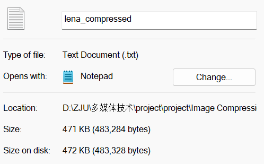 lena_compressed
Type of file: Text Document (.txt)
Opens with: Notepad Change...
Location: D:\ZJU\多媒体技术\project\project\Image Compressi
Size: 471 KB (483,284 bytes)
Size on disk: 472 KB (483,328 bytes)